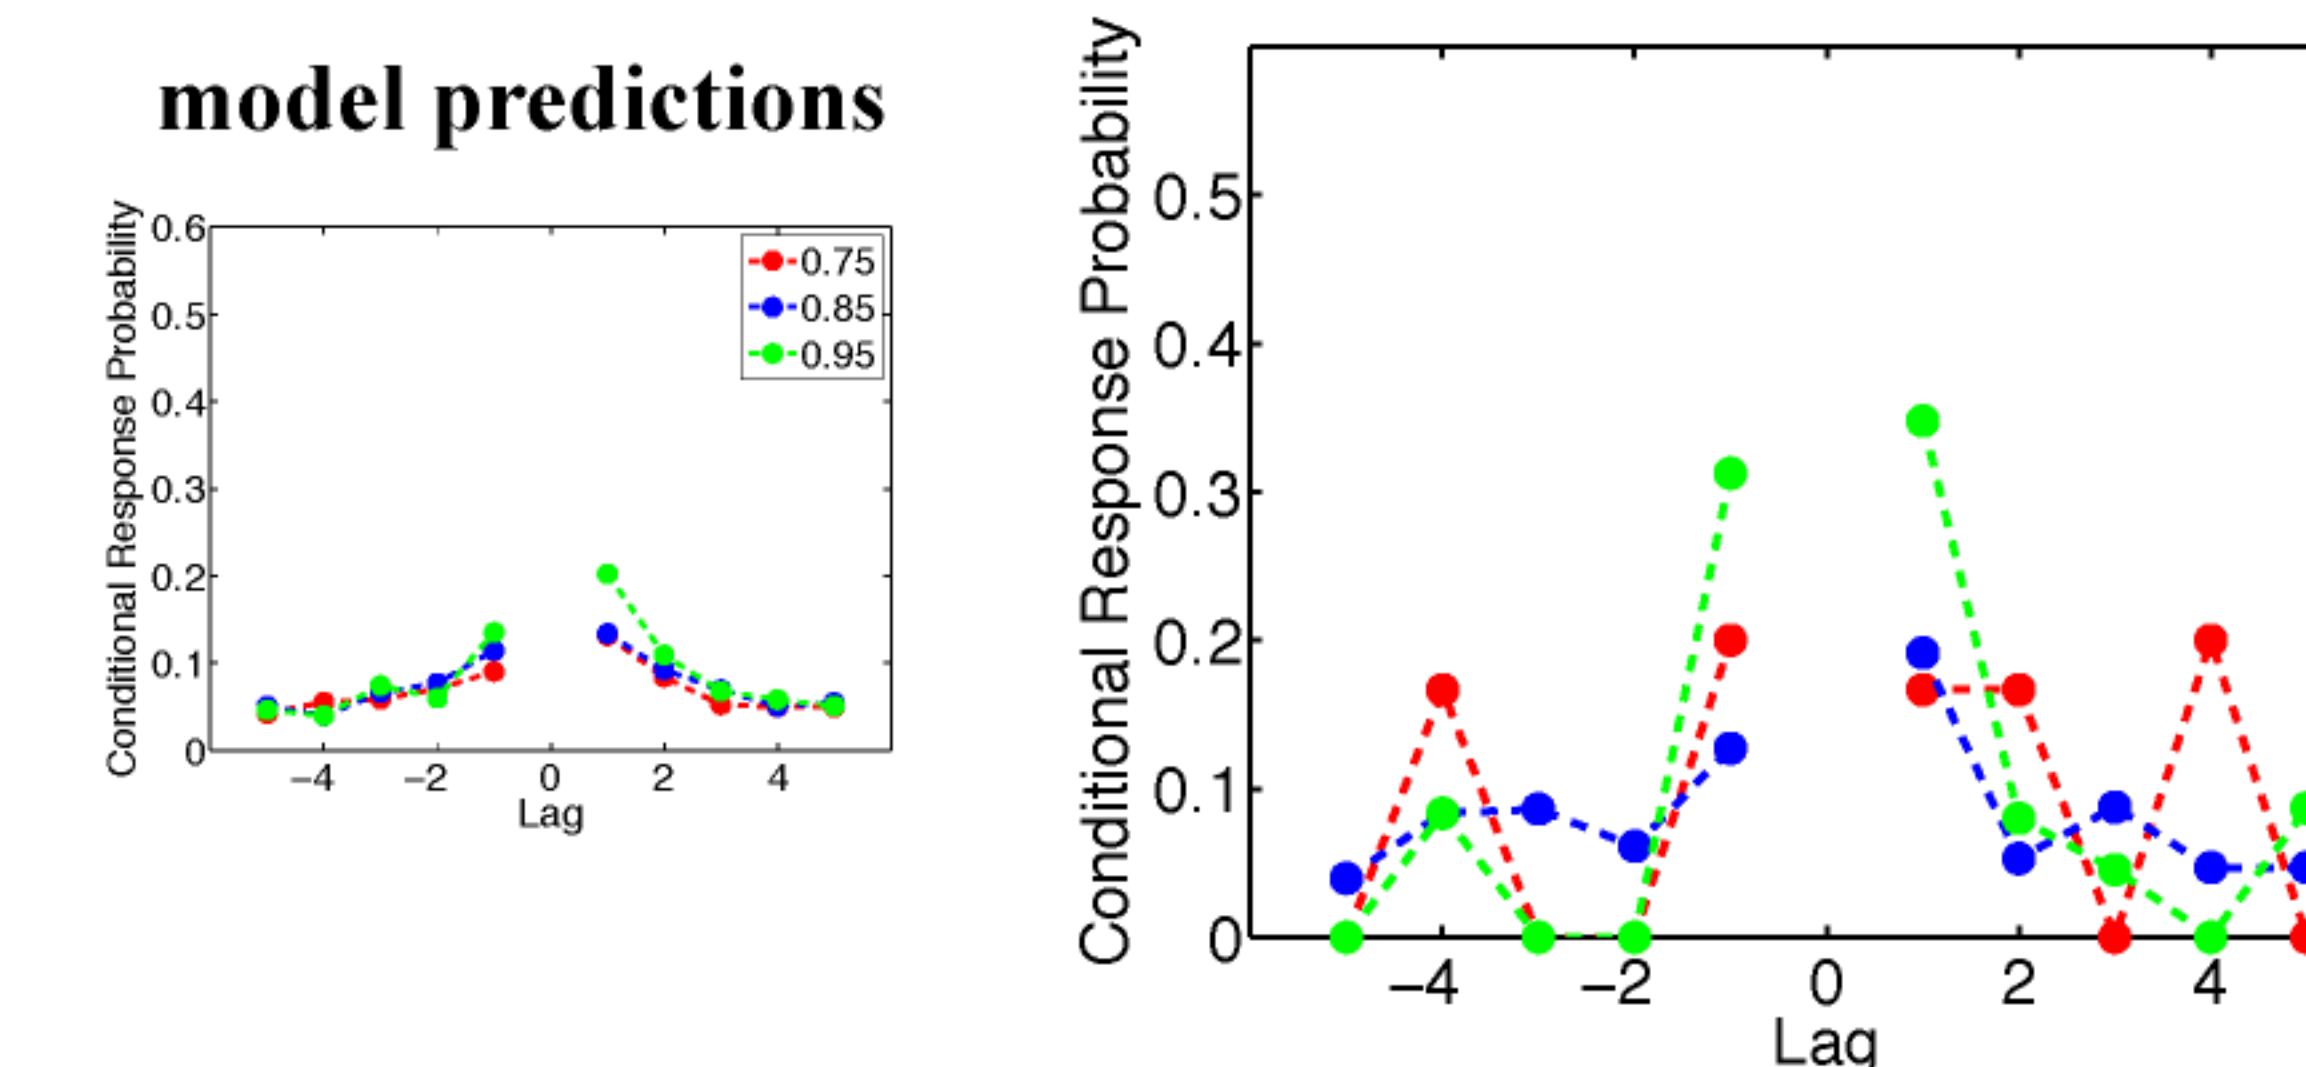 model predictions
Conditional Response Probability
0.6
0.5
0.4
0.3
0.2
0.1
0
−4 −2 0 2 4
Lag
0.75
0.85
0.95
Conditional Response Probability
0.5
0.4
0.3
0.2
0.1
0
−4 −2 0 2 4
Lag